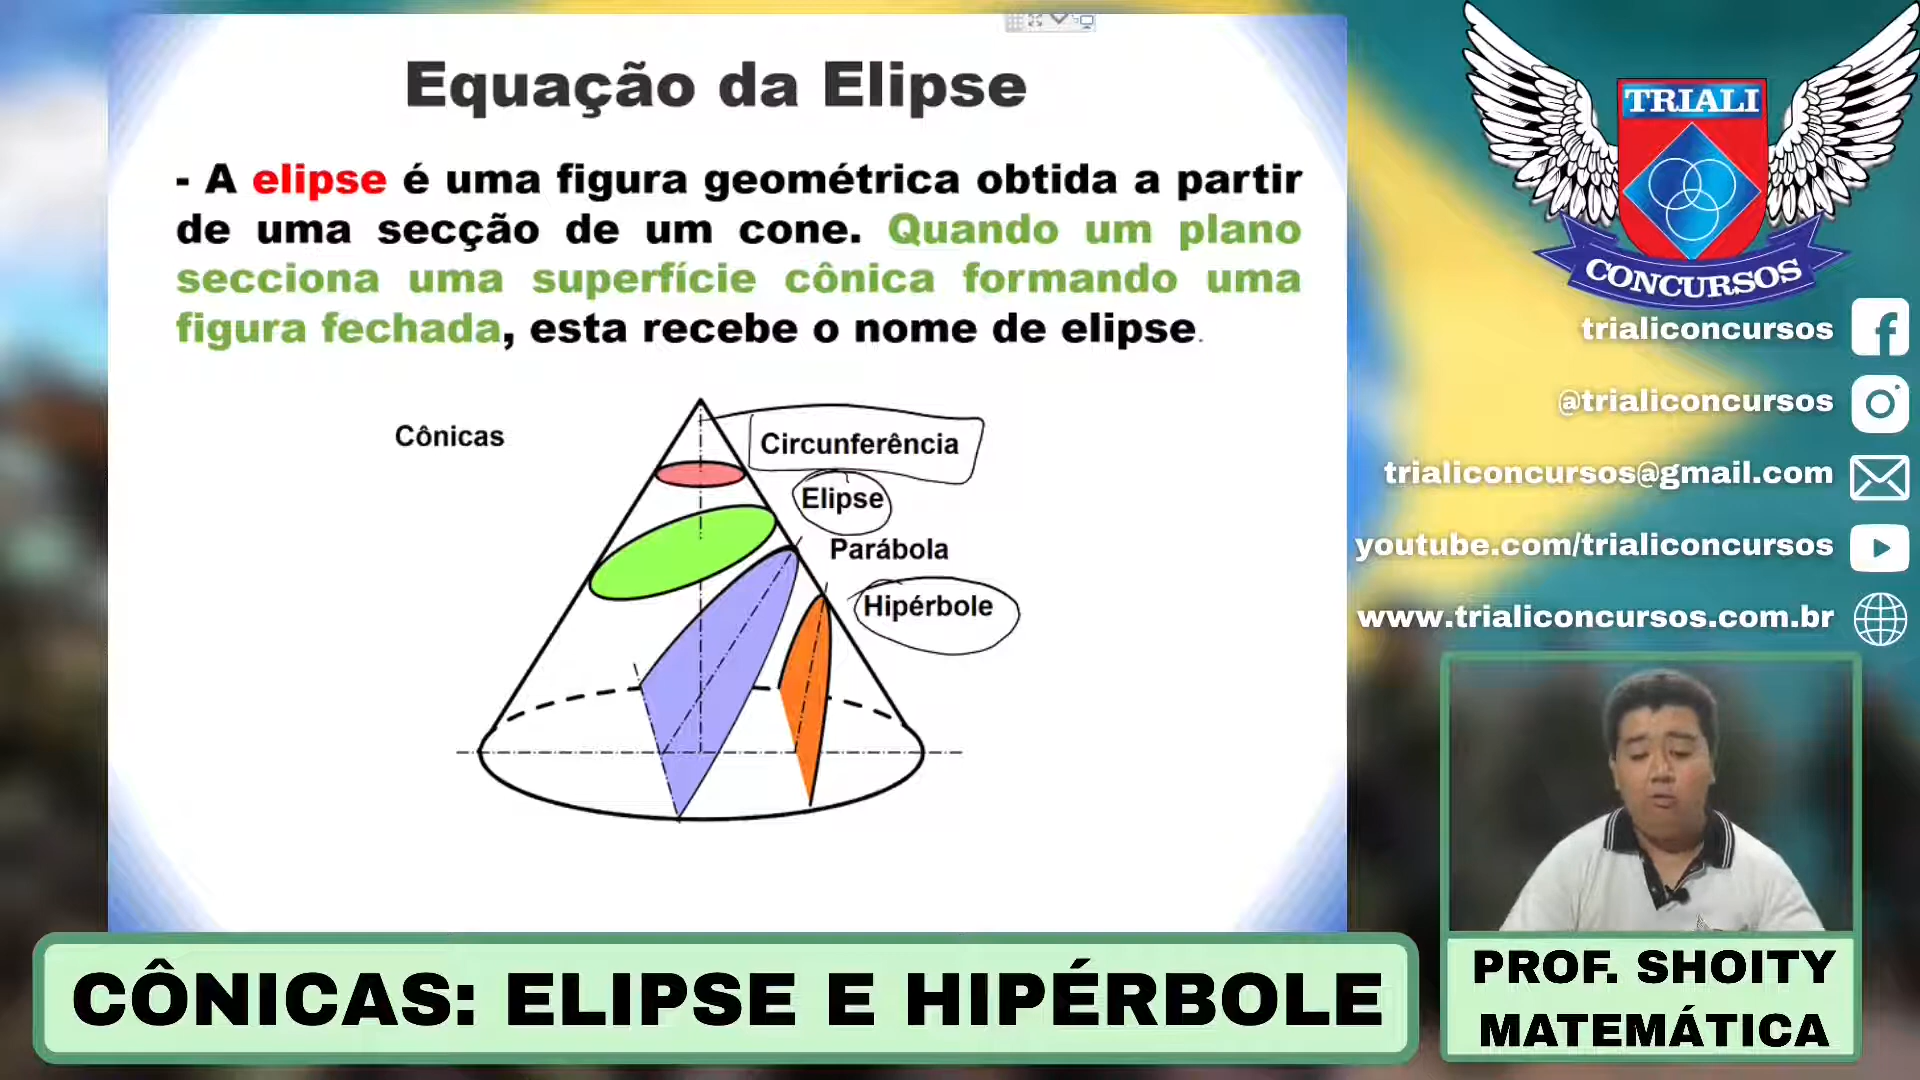 Equação da Elipse
- A elipse é uma figura geométrica obtida a partir
de uma secção de um cone. Quando um plano
secciona uma superfície cônica formando uma
figura fechada, esta recebe o nome de elipse.
Cônicas
Circunferência
Elipse
Parábola
Hipérbole
TRIALI
CONCURSOS
trialiconcursos
@trialiconcursos
trialiconcursos@gmail.com
youtube.com/trialiconcursos
www.trialiconcursos.com.br
CÔNICAS: ELIPSE E HIPÉRBOLE
PROF. SHOITY
MATEMÁTICA